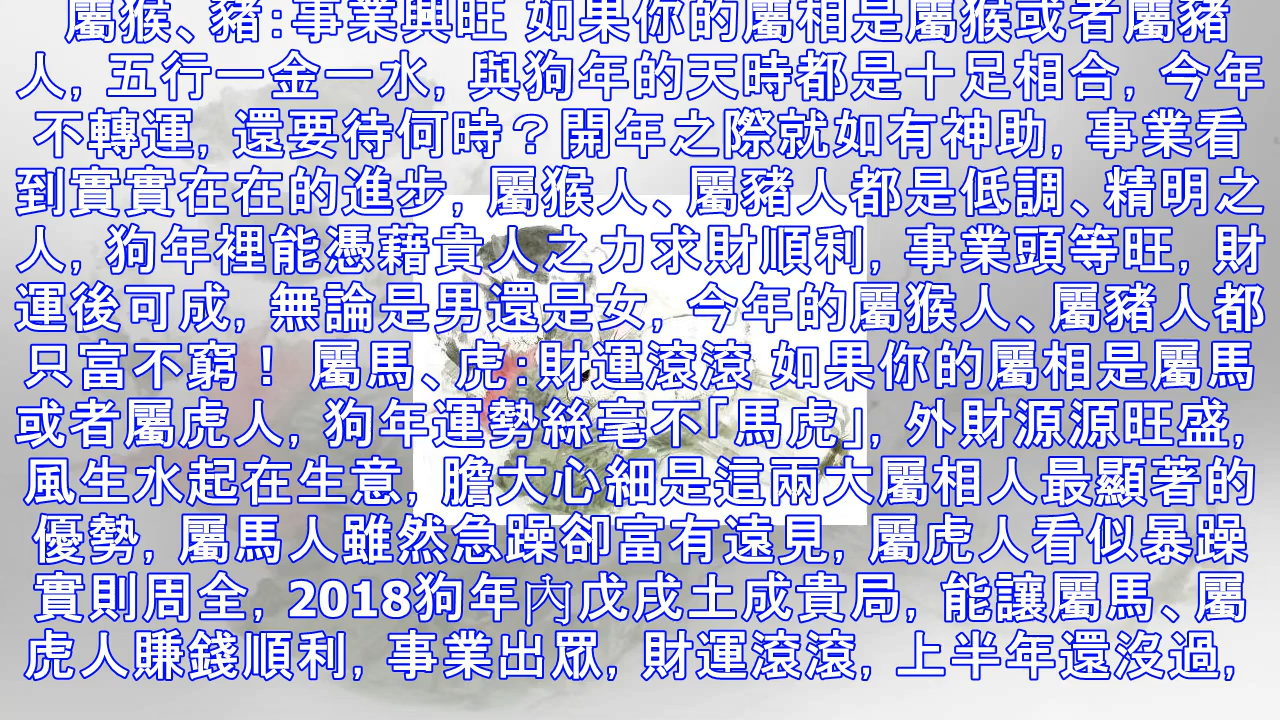 屬猴、豬:事業興旺 如果你的屬相是屬猴或者屬豬
人, 五行一金一水, 與狗年的天時都是十足相合, 今年
不轉運, 還要待何時？開年之際就如有神助, 事業看
到實實在在的進步, 屬猴人、屬豬人都是低調、精明之
人, 狗年裡能憑藉貴人之力求財順利, 事業頭等旺, 財
運後可成, 無論是男還是女, 今年的屬猴人、屬豬人都
只富不窮！ 屬馬、虎:財運滾滾 如果你的屬相是屬馬
或者屬虎人, 狗年運勢絲毫不「馬虎」, 外財源源旺盛,
風生水起在生意, 膽大心細是這兩大屬相人最顯著的
優勢, 屬馬人雖然急躁卻富有遠見, 屬虎人看似暴躁
實則周全, 2018狗年內戊戌土成貴局, 能讓屬馬、屬
虎人賺錢順利, 事業出眾, 財運滾滾, 上半年還沒過,